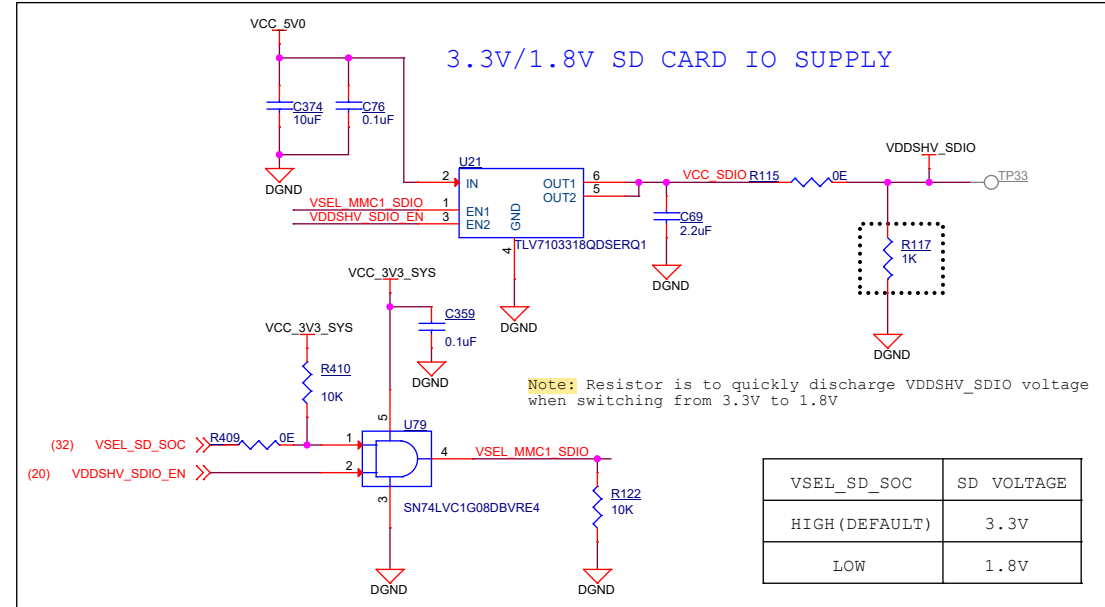 VCC_5V0
3.3V/1.8V SD CARD IO SUPPLY
C374
10uF
C76
0.1uF
DGND
U21
2
IN
VSEL_MMC1_SDIO
1
EN1
VDDSHV_SDIO_EN
3
EN2
GND
4
OUT1
6
OUT2
5
TLV7103318QDSERQ1
DGND
VCC_SDIO
R115
0E
C69
2.2uF
DGND
VDDSHV_SDIO
TP33
R117
1K
DGND
VCC_3V3_SYS
C359
0.1uF
DGND
VCC_3V3_SYS
R410
10K
Note: Resistor is to quickly discharge VDDSHV_SDIO voltage
when switching from 3.3V to 1.8V
(32) VSEL_SD_SOC
R409
0E
1
(20) VDDSHV_SDIO_EN
2
5
U79
4
VSEL_MMC1_SDIO
3
SN74LVC1G08DBVRE4
R122
10K
DGND
DGND
VSEL_SD_SOC SD VOLTAGE
HIGH(DEFAULT) 3.3V
LOW 1.8V